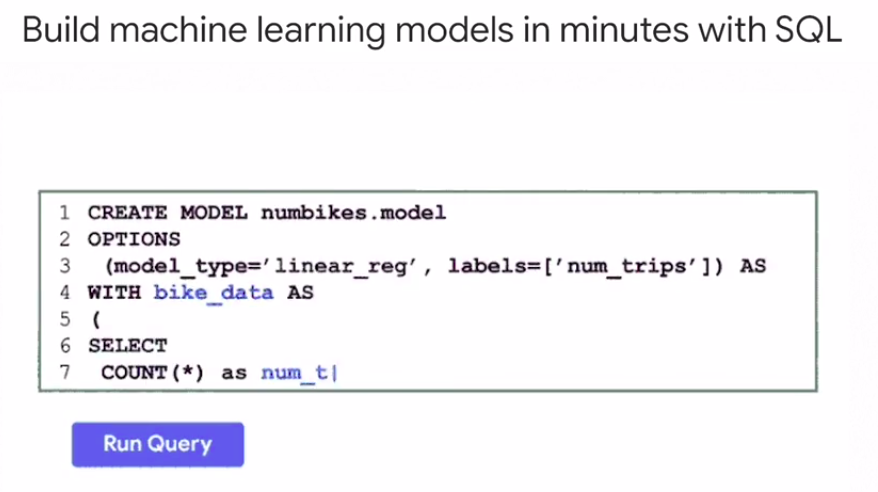 Build machine learning models in minutes with SQL
1 CREATE MODEL numbikes.model
2 OPTIONS
3 (model_type='linear_reg', labels=['num_trips']) AS
4 WITH bike_data AS
5 (
6 SELECT
7 COUNT(*) as num_t|
Run Query